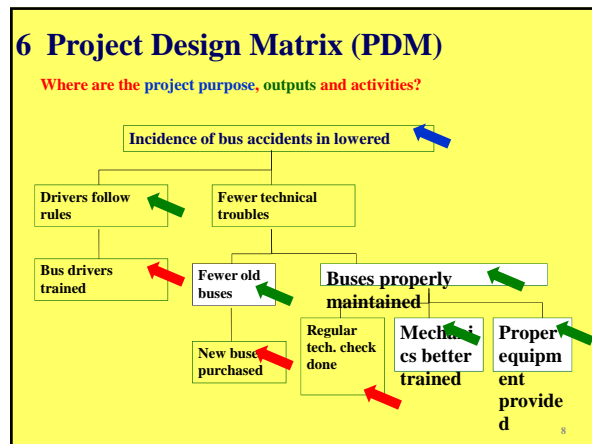 6 Project Design Matrix (PDM)
Where are the project purpose, outputs and activities?
Incidence of bus accidents in lowered
Drivers follow
rules
Fewer technical
troubles
Bus drivers
trained
Fewer old
buses
Buses properly
maintained
New buses
purchased
Regular
tech. check
done
Mechani
cs better
trained
Proper
equipm
ent
provide
d
8